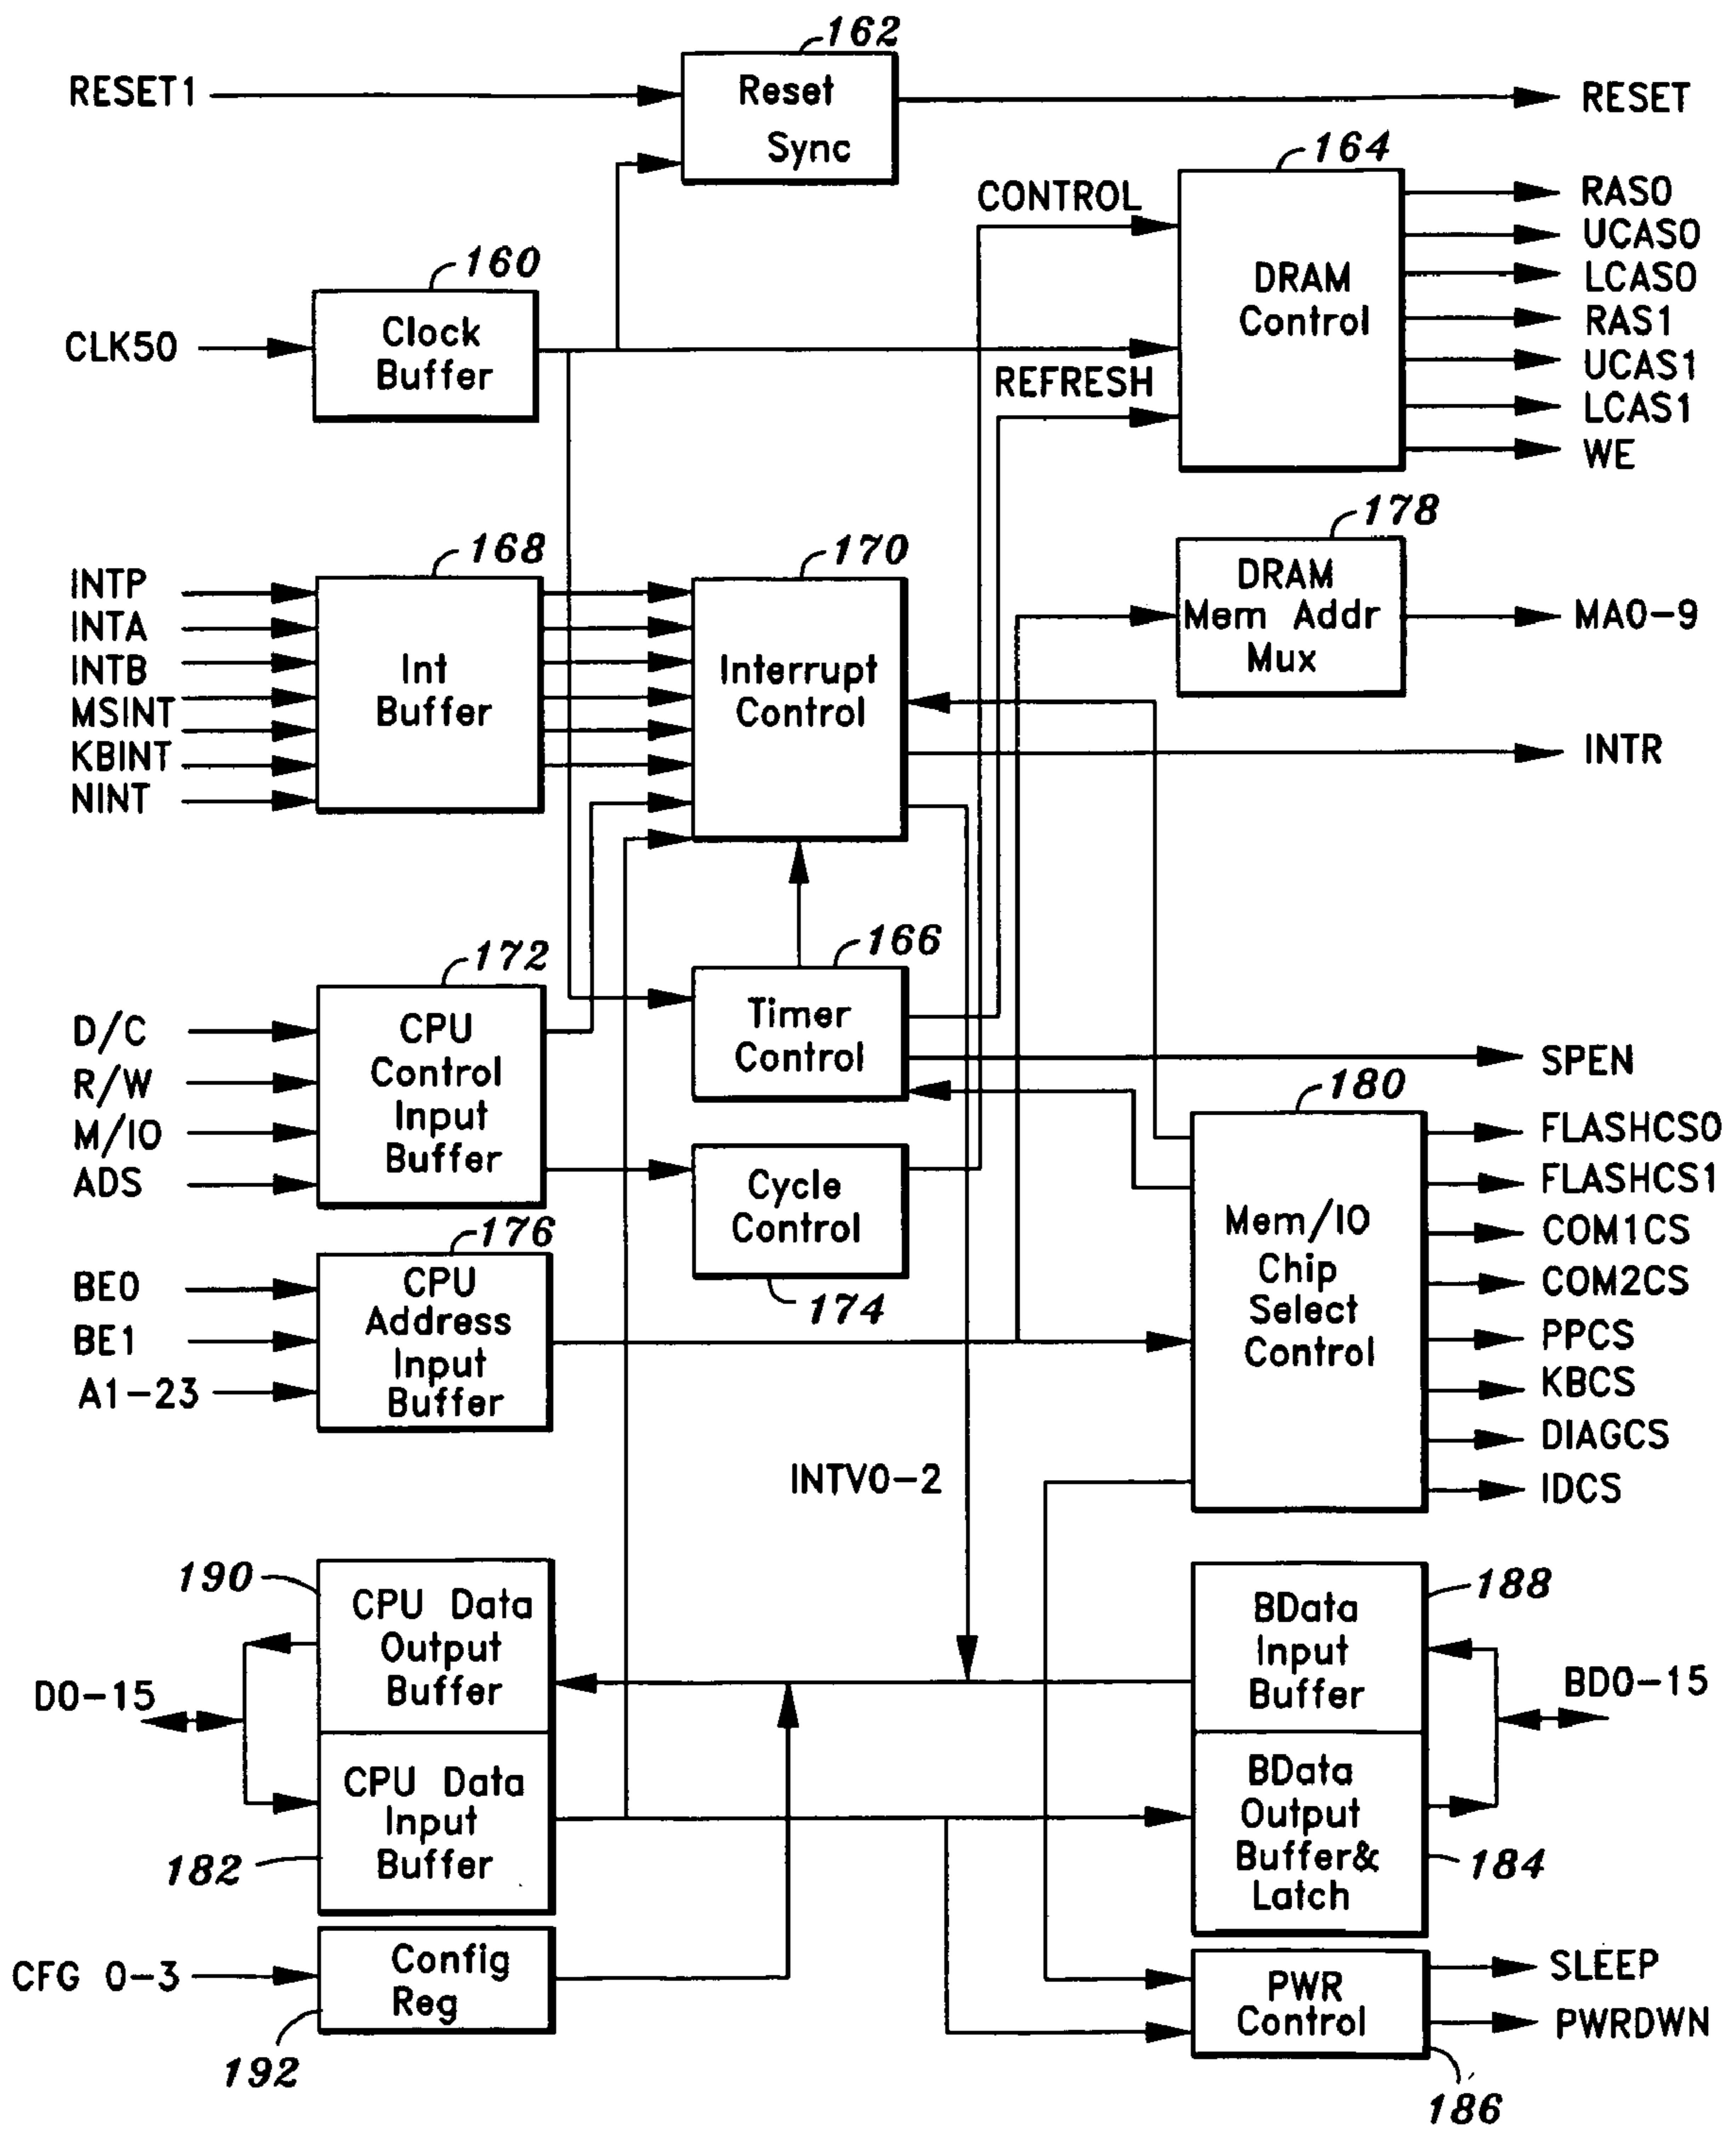 162
RESET1
Reset
Sync
RESET
164
CONTROL
DRAM
Control
RAS0
UCAS0
LCAS0
RAS1
UCAS1
LCAS1
WE
160
CLK50
Clock
Buffer
REFRESH
178
DRAM
Mem Addr
Mux
MA0-9
168
INTP
INTA
INTB
MSINT
KBINT
NINT
Int
Buffer
170
Interrupt
Control
INTR
172
D/C
R/W
M/IO
ADS
CPU
Control
Input
Buffer
166
Timer
Control
SPEN
Cycle
Control
174
180
Mem/IO
Chip
Select
Control
FLASHCS0
FLASHCS1
COM1CS
COM2CS
PPCS
KBCS
DIAGCS
IDCS
176
BE0
BE1
A1-23
CPU
Address
Input
Buffer
INTV0-2
190
CPU Data
Output
Buffer
D0-15
CPU Data
Input
Buffer
182
188
BData
Input
Buffer
BD0-15
BData
Output
Buffer&
Latch
184
CFG 0-3
Config
Reg
192
PWR
Control
SLEEP
PWRDWN
186